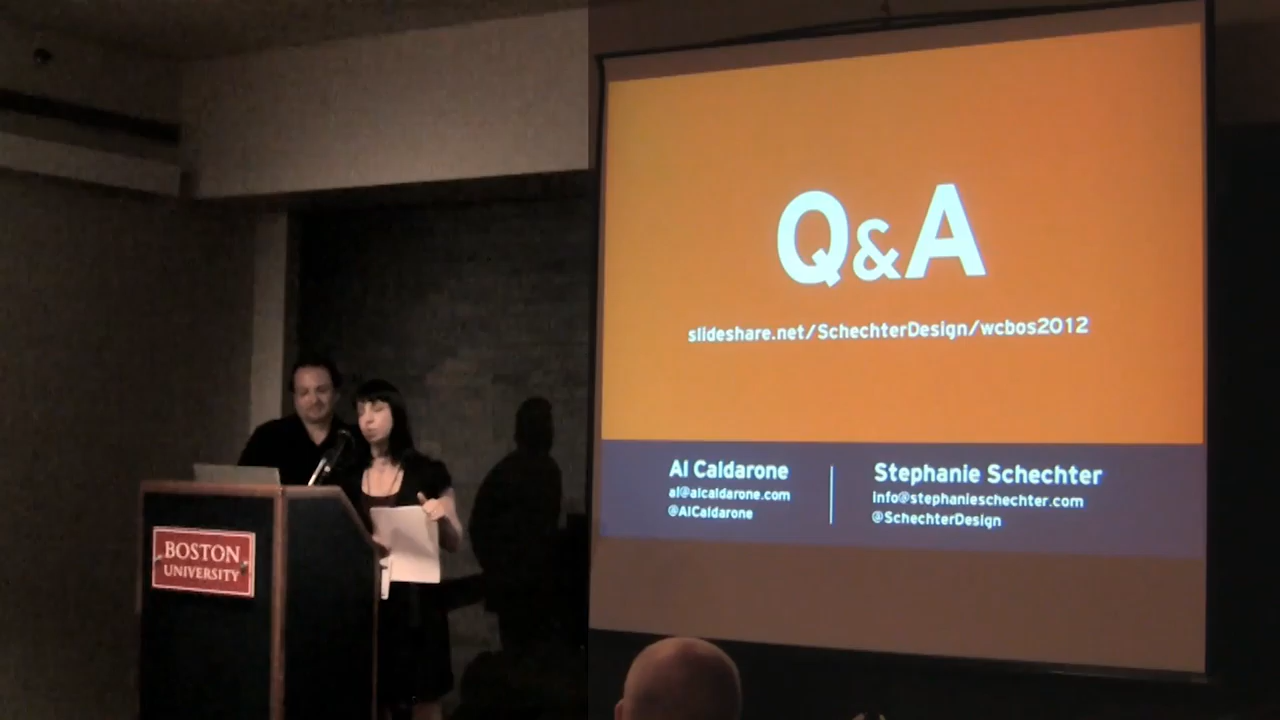 Q&A
slideshare.net/SchechterDesign/wcbos2012
Al Caldarone
al@alcaldarone.com
@AlCaldarone
Stephanie Schechter
info@stephanieschechter.com
@SchechterDesign
BOSTON
UNIVERSITY